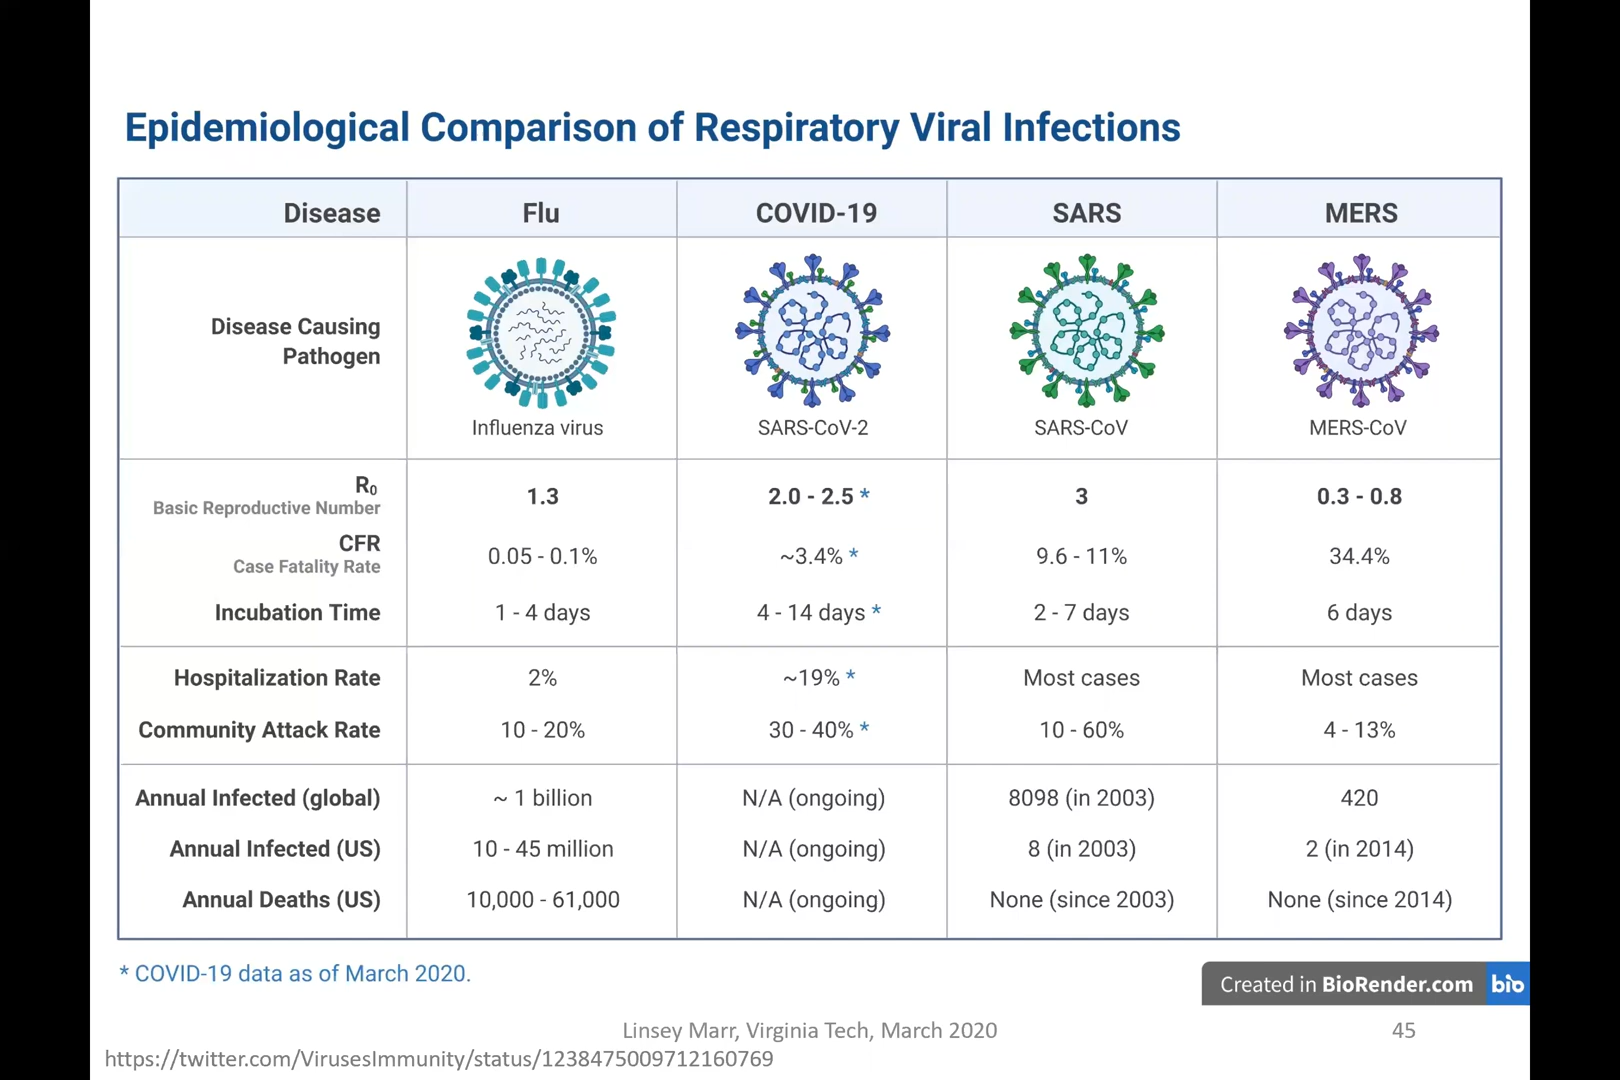 Epidemiological Comparison of Respiratory Viral Infections
Disease Flu COVID-19 SARS MERS
Disease Causing
Pathogen
Influenza virus SARS-CoV-2 SARS-CoV MERS-CoV
R₀ 1.3 2.0 - 2.5 * 3 0.3 - 0.8
Basic Reproductive Number
CFR 0.05 - 0.1% ~3.4% * 9.6 - 11% 34.4%
Case Fatality Rate
Incubation Time 1 - 4 days 4 - 14 days * 2 - 7 days 6 days
Hospitalization Rate 2% ~19% * Most cases Most cases
Community Attack Rate 10 - 20% 30 - 40% * 10 - 60% 4 - 13%
Annual Infected (global) ~ 1 billion N/A (ongoing) 8098 (in 2003) 420
Annual Infected (US) 10 - 45 million N/A (ongoing) 8 (in 2003) 2 (in 2014)
Annual Deaths (US) 10,000 - 61,000 N/A (ongoing) None (since 2003) None (since 2014)
* COVID-19 data as of March 2020.
Created in BioRender.com bio
Linsey Marr, Virginia Tech, March 2020 45
https://twitter.com/VirusesImmunity/status/1238475009712160769